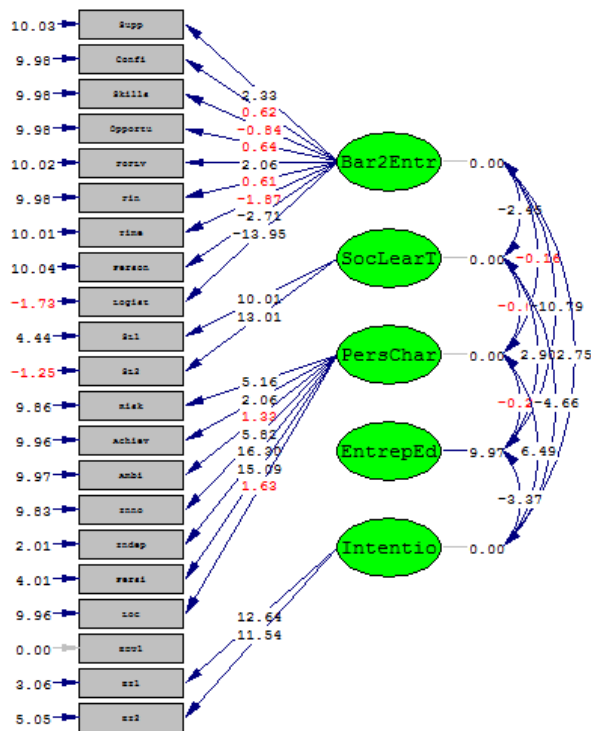 10.03 Supp
9.98 Confi
9.98 Skills
9.98 Opportu
10.02
9.98
10.01
10.04 Person
-1.73 Logist
4.44
-1.25
9.86 Risk
9.96 Achiev
9.97 Ambi
9.83 Inno
2.01 Indep
4.01 Persi
9.96 Loc
0.00
3.06
5.05
2.33
0.62
-0.84
0.64
2.06
0.61
-1.87
-2.71
-13.95
10.01
13.01
5.16
2.06
1.33
5.82
16.30
15.09
1.63
12.64
11.54
Bar2Entr 0.00
SocLearT 0.00
PersChar 0.00
EntrepEd 9.97
Intentio 0.00
-2.45
-0.16
-10.79
2.90
2.75
-4.66
6.49
-3.37